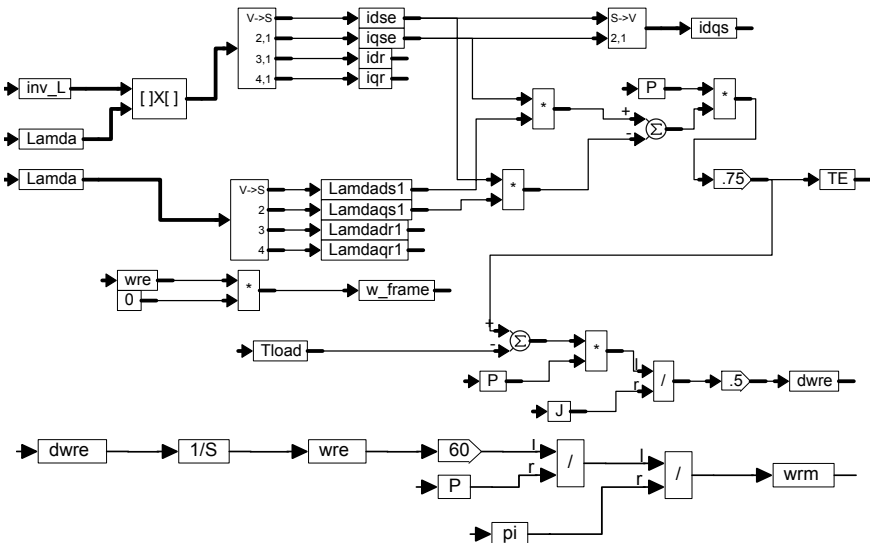 V->S
2,1
3,1
4,1
idse
iqse
idr
iqr
S->V
2,1
idqs
inv_L
[ ]X[ ]
Lamda
P
*
*
+
-
Σ
Lamda
V->S
2
3
4
Lamdads1
Lamdaqs1
Lamdadr1
Lamdaqr1
*
.75
TE
wre
0
*
w_frame
+
-
Σ
Tload
*
P
l
r
/
J
.5
dwre
dwre
1/S
wre
60
l
r
/
P
l
r
/
wrm
pi